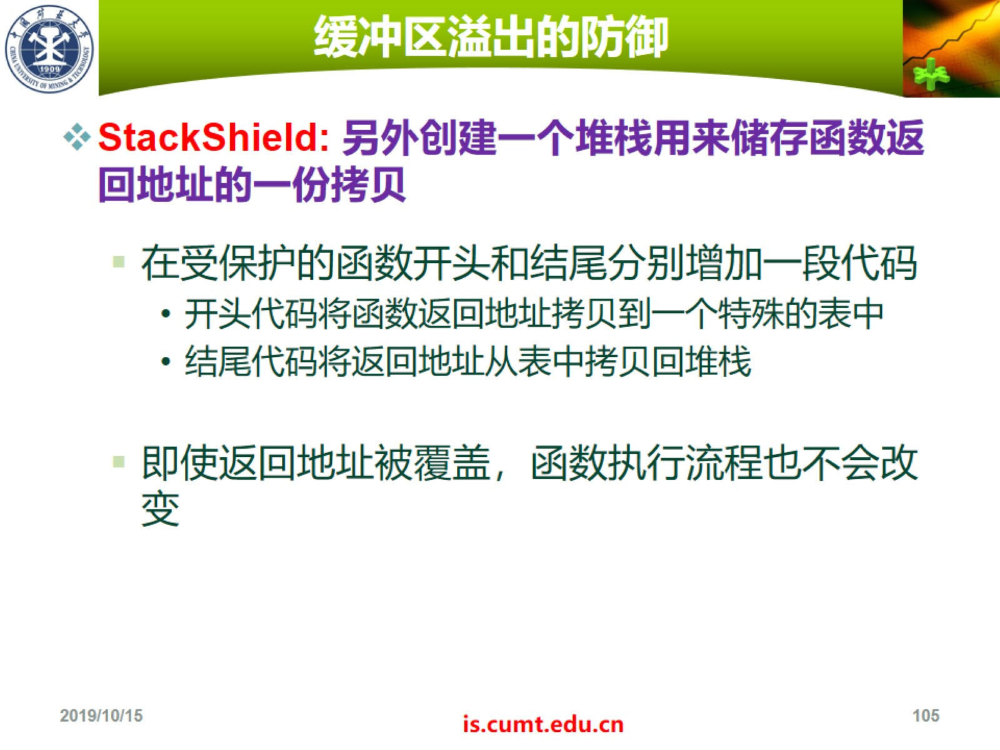 中国矿业大学
CHINA UNIVERSITY OF MINING & TECHNOLOGY
1909
缓冲区溢出的防御
StackShield: 另外创建一个堆栈用来储存函数返
回地址的一份拷贝
在受保护的函数开头和结尾分别增加一段代码
• 开头代码将函数返回地址拷贝到一个特殊的表中
• 结尾代码将返回地址从表中拷贝回堆栈
即使返回地址被覆盖，函数执行流程也不会改
变
2019/10/15
is.cumt.edu.cn
105